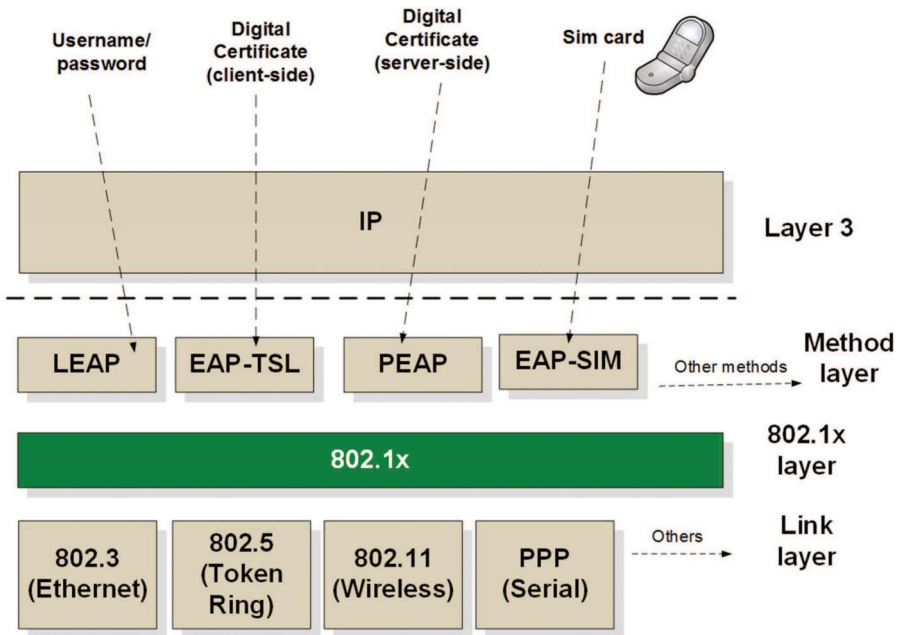 Username/
password
Digital
Certificate
(client-side)
Digital
Certificate
(server-side)
Sim card
IP
Layer 3
LEAP
EAP-TSL
PEAP
EAP-SIM
Other methods
Method
layer
802.1x
802.1x
layer
802.3
(Ethernet)
802.5
(Token
Ring)
802.11
(Wireless)
PPP
(Serial)
Others
Link
layer